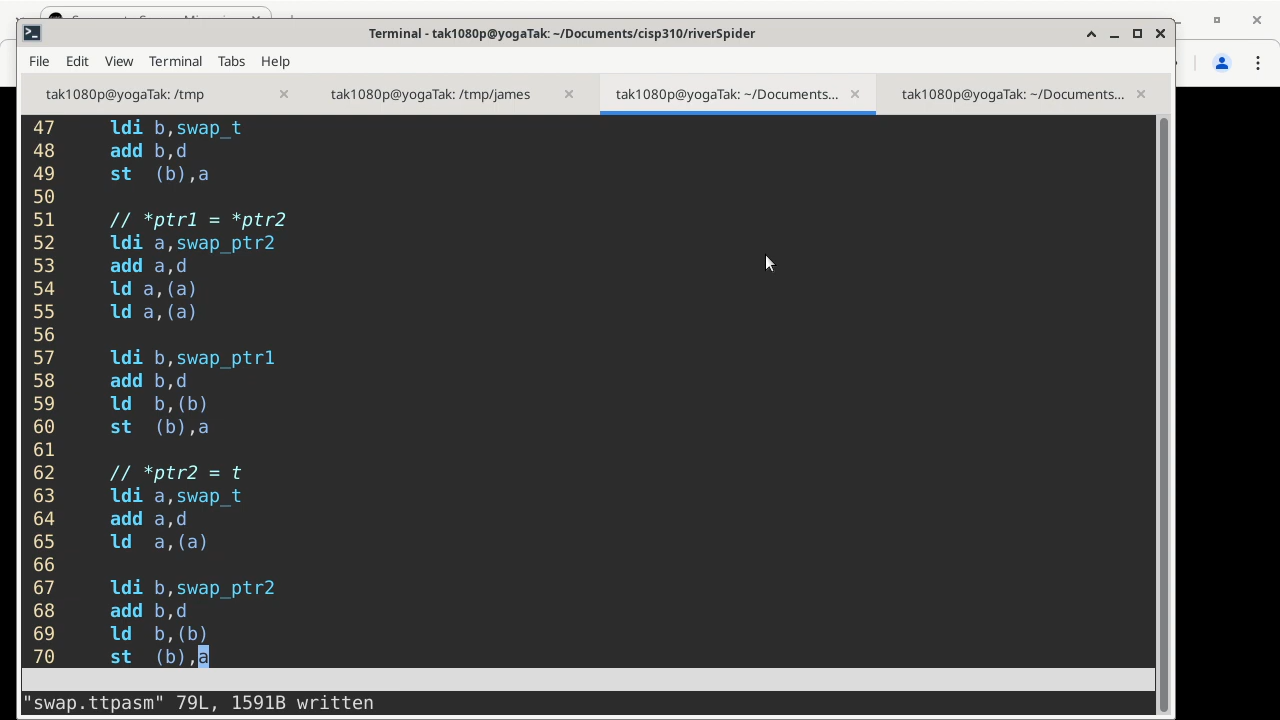 Terminal - tak1080p@yogaTak: ~/Documents/cisp310/riverSpider
File Edit View Terminal Tabs Help
tak1080p@yogaTak: /tmp tak1080p@yogaTak: /tmp/james tak1080p@yogaTak: ~/Documents... tak1080p@yogaTak: ~/Documents...
47 ldi b,swap_t
48 add b,d
49 st (b),a
50
51 // *ptr1 = *ptr2
52 ldi a,swap_ptr2
53 add a,d
54 ld a,(a)
55 ld a,(a)
56
57 ldi b,swap_ptr1
58 add b,d
59 ld b,(b)
60 st (b),a
61
62 // *ptr2 = t
63 ldi a,swap_t
64 add a,d
65 ld a,(a)
66
67 ldi b,swap_ptr2
68 add b,d
69 ld b,(b)
70 st (b),a
"swap.ttpasm" 79L, 1591B written